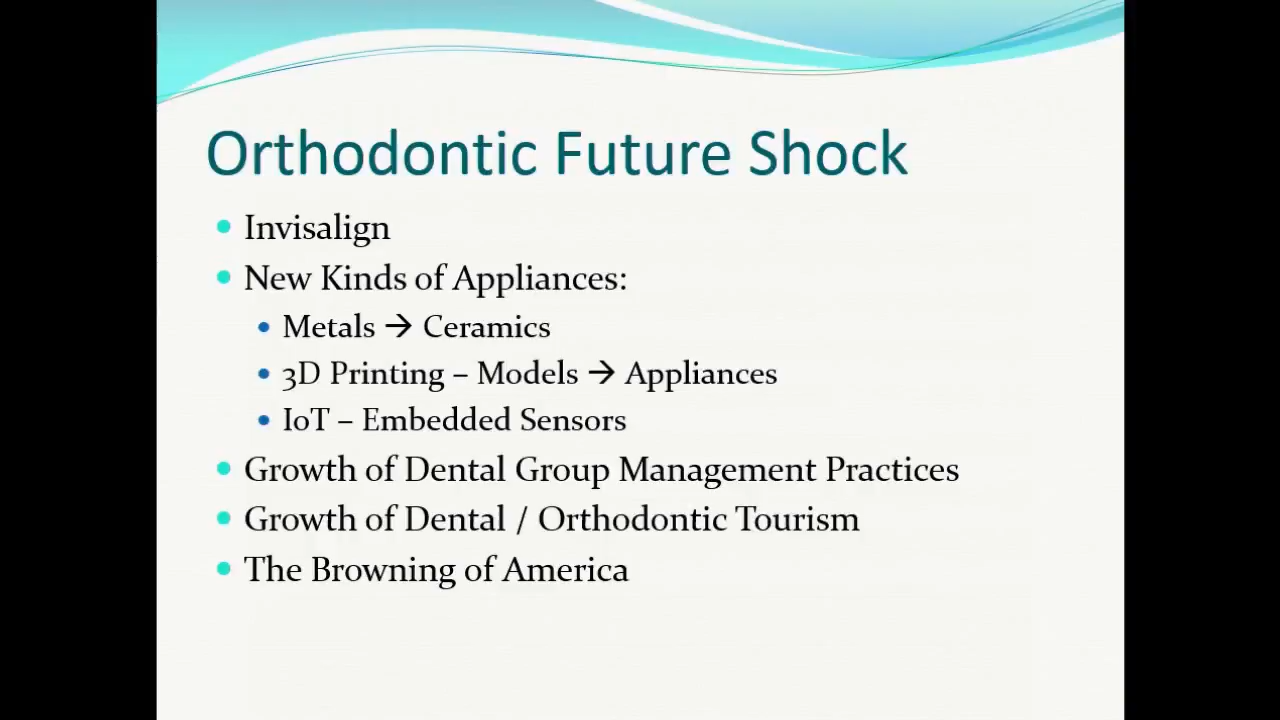 Orthodontic Future Shock
• Invisalign
• New Kinds of Appliances:
• Metals → Ceramics
• 3D Printing – Models → Appliances
• IoT – Embedded Sensors
• Growth of Dental Group Management Practices
• Growth of Dental / Orthodontic Tourism
• The Browning of America